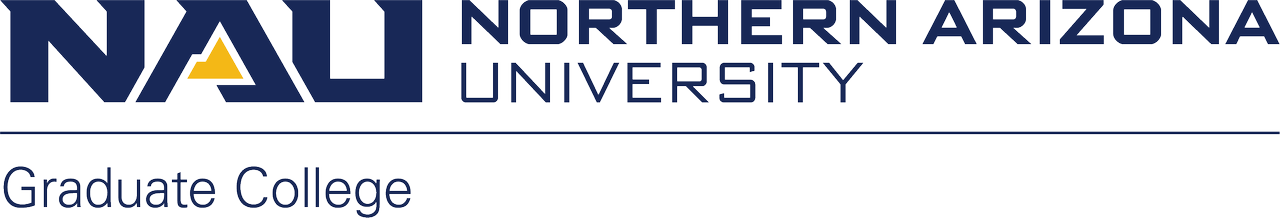 NAU
NORTHERN ARIZONA
UNIVERSITY
Graduate College